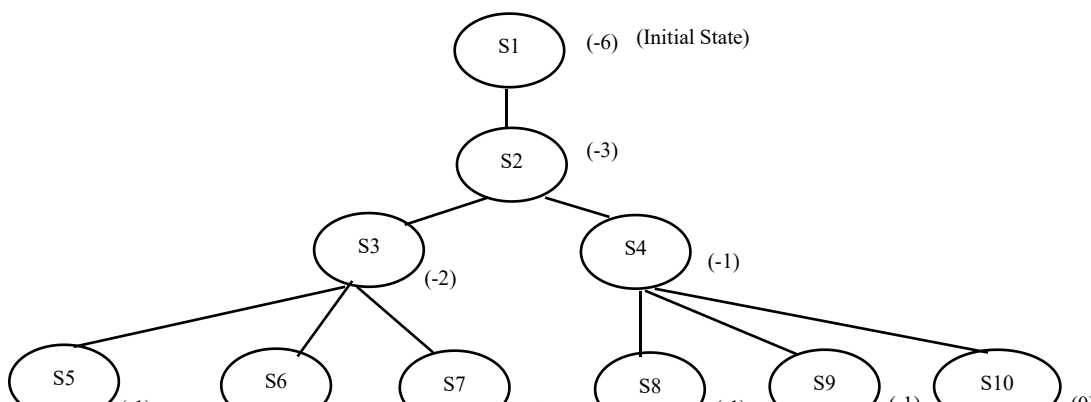 S1 (-6) (Initial State)
S2 (-3)
S3 (-2)
S4 (-1)
S5
S6
S7
S8
S9
S10